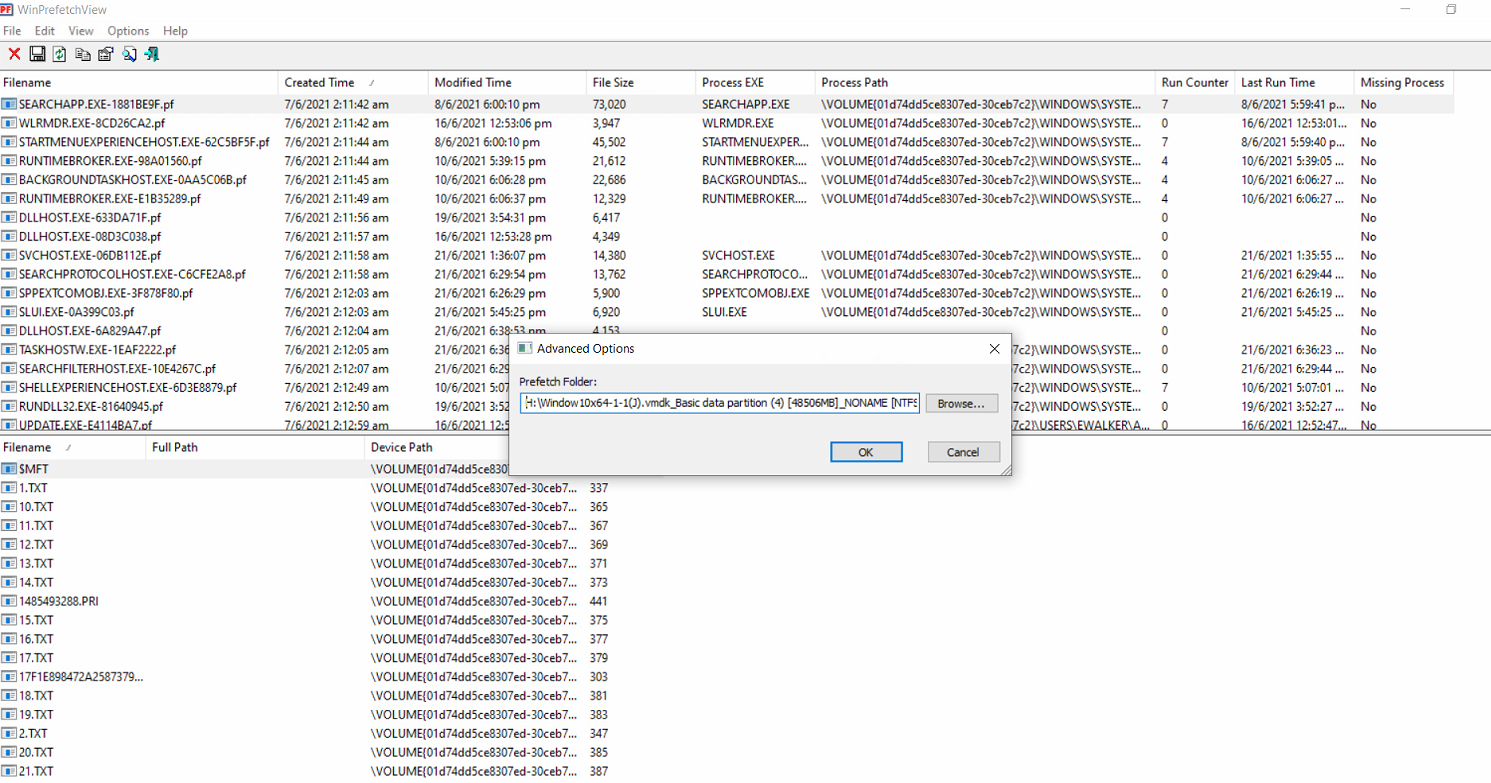 WinPrefetchView
File Edit View Options Help
Filename Created Time Modified Time File Size Process EXE Process Path Run Counter Last Run Time Missing Process
SEARCHAPP.EXE-1881BE9F.pf 7/6/2021 2:11:42 am 8/6/2021 6:00:10 pm 73,020 SEARCHAPP.EXE \VOLUME{01d74dd5ce8307ed-30ceb7c2}\WINDOWS\SYSTE... 7 8/6/2021 5:59:41 p... No
WLRMDR.EXE-8CD26CA2.pf 7/6/2021 2:11:42 am 16/6/2021 12:53:06 pm 3,947 WLRMDR.EXE \VOLUME{01d74dd5ce8307ed-30ceb7c2}\WINDOWS\SYSTE... 0 16/6/2021 12:53:01... No
STARTMENUEXPERIENCEHOST.EXE-62C5BF5F.pf 7/6/2021 2:11:44 am 8/6/2021 6:00:10 pm 45,502 STARTMENUEXPER... \VOLUME{01d74dd5ce8307ed-30ceb7c2}\WINDOWS\SYSTE... 7 8/6/2021 5:59:40 p... No
RUNTIMEBROKER.EXE-98A01560.pf 7/6/2021 2:11:44 am 10/6/2021 5:39:15 pm 21,612 RUNTIMEBROKER.... \VOLUME{01d74dd5ce8307ed-30ceb7c2}\WINDOWS\SYSTE... 4 10/6/2021 5:39:05 ... No
BACKGROUNDTASKHOST.EXE-0AA5C06B.pf 7/6/2021 2:11:45 am 10/6/2021 6:06:28 pm 22,686 BACKGROUNDTAS... \VOLUME{01d74dd5ce8307ed-30ceb7c2}\WINDOWS\SYSTE... 4 10/6/2021 6:06:27 ... No
RUNTIMEBROKER.EXE-E1B35289.pf 7/6/2021 2:11:49 am 10/6/2021 6:06:37 pm 12,329 RUNTIMEBROKER.... \VOLUME{01d74dd5ce8307ed-30ceb7c2}\WINDOWS\SYSTE... 4 10/6/2021 6:06:27 ... No
DLLHOST.EXE-633DA71F.pf 7/6/2021 2:11:56 am 19/6/2021 3:54:31 pm 6,417 0 No
DLLHOST.EXE-08D3C038.pf 7/6/2021 2:11:57 am 16/6/2021 12:53:28 pm 4,349 0 No
SVCHOST.EXE-06DB112E.pf 7/6/2021 2:11:58 am 21/6/2021 1:36:07 pm 14,380 SVCHOST.EXE \VOLUME{01d74dd5ce8307ed-30ceb7c2}\WINDOWS\SYSTE... 0 21/6/2021 1:35:55 ... No
SEARCHPROTOCOLHOST.EXE-C6CFE2A8.pf 7/6/2021 2:11:58 am 21/6/2021 6:29:54 pm 13,762 SEARCHPROTOCO... \VOLUME{01d74dd5ce8307ed-30ceb7c2}\WINDOWS\SYSTE... 0 21/6/2021 6:29:44 ... No
SPPEXTCOMOBJ.EXE-3F878F80.pf 7/6/2021 2:12:03 am 21/6/2021 6:26:29 pm 5,900 SPPEXTCOMOBJ.EXE \VOLUME{01d74dd5ce8307ed-30ceb7c2}\WINDOWS\SYSTE... 0 21/6/2021 6:26:19 ... No
SLUI.EXE-0A399C03.pf 7/6/2021 2:12:03 am 21/6/2021 5:45:25 pm 6,920 SLUI.EXE \VOLUME{01d74dd5ce8307ed-30ceb7c2}\WINDOWS\SYSTE... 0 21/6/2021 5:45:25 ... No
DLLHOST.EXE-6A829A47.pf 7/6/2021 2:12:04 am 21/6/2021 6:38:53 pm 4,153 0 No
TASKHOSTW.EXE-1EAF2222.pf 7/6/2021 2:12:05 am 21/6/2021 6:36 b7c2}\WINDOWS\SYSTE... 0 21/6/2021 6:36:23 ... No
SEARCHFILTERHOST.EXE-10E4267C.pf 7/6/2021 2:12:07 am 21/6/2021 6:29 b7c2}\WINDOWS\SYSTE... 0 21/6/2021 6:29:44 ... No
SHELLEXPERIENCEHOST.EXE-6D3E8879.pf 7/6/2021 2:12:49 am 10/6/2021 5:07 b7c2}\WINDOWS\SYSTE... 7 10/6/2021 5:07:01 ... No
RUNDLL32.EXE-81640945.pf 7/6/2021 2:12:50 am 19/6/2021 3:52 b7c2}\WINDOWS\SYSTE... 0 19/6/2021 3:52:27 ... No
UPDATE.EXE-E4114BA7.pf 7/6/2021 2:12:59 am 16/6/2021 12:5 b7c2}\USERS\EWALKER\A... 0 16/6/2021 12:52:47... No
Advanced Options
Prefetch Folder:
H:\Window10x64-1-1(J).vmdk_Basic data partition (4) [48506MB]_NONAME [NTFS
Browse...
OK Cancel
Filename Full Path Device Path
$MFT \VOLUME{01d74dd5ce8307
1.TXT \VOLUME{01d74dd5ce8307ed-30ceb7... 337
10.TXT \VOLUME{01d74dd5ce8307ed-30ceb7... 365
11.TXT \VOLUME{01d74dd5ce8307ed-30ceb7... 367
12.TXT \VOLUME{01d74dd5ce8307ed-30ceb7... 369
13.TXT \VOLUME{01d74dd5ce8307ed-30ceb7... 371
14.TXT \VOLUME{01d74dd5ce8307ed-30ceb7... 373
1485493288.PRI \VOLUME{01d74dd5ce8307ed-30ceb7... 441
15.TXT \VOLUME{01d74dd5ce8307ed-30ceb7... 375
16.TXT \VOLUME{01d74dd5ce8307ed-30ceb7... 377
17.TXT \VOLUME{01d74dd5ce8307ed-30ceb7... 379
17F1E898472A2587379... \VOLUME{01d74dd5ce8307ed-30ceb7... 303
18.TXT \VOLUME{01d74dd5ce8307ed-30ceb7... 381
19.TXT \VOLUME{01d74dd5ce8307ed-30ceb7... 383
2.TXT \VOLUME{01d74dd5ce8307ed-30ceb7... 347
20.TXT \VOLUME{01d74dd5ce8307ed-30ceb7... 385
21.TXT \VOLUME{01d74dd5ce8307ed-30ceb7... 387